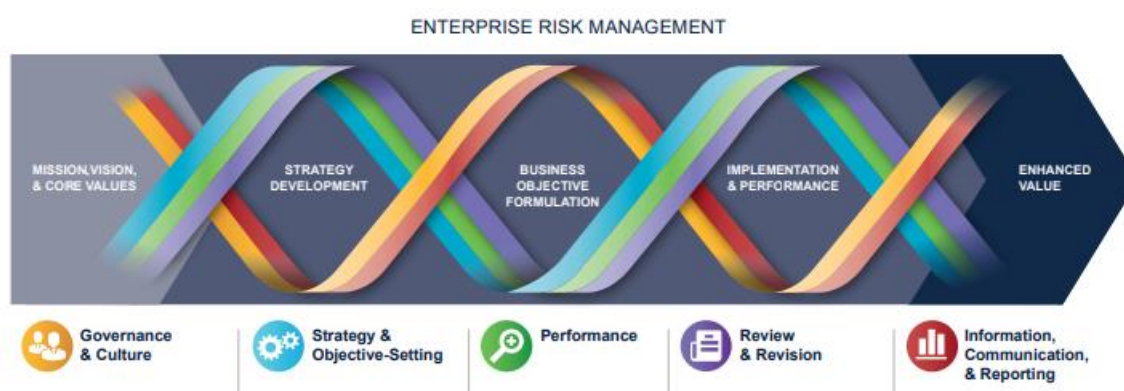 ENTERPRISE RISK MANAGEMENT
MISSION, VISION,
& CORE VALUES
STRATEGY
DEVELOPMENT
BUSINESS
OBJECTIVE
FORMULATION
IMPLEMENTATION
& PERFORMANCE
ENHANCED
VALUE
Governance
& Culture
Strategy &
Objective-Setting
Performance
Review
& Revision
Information,
Communication,
& Reporting